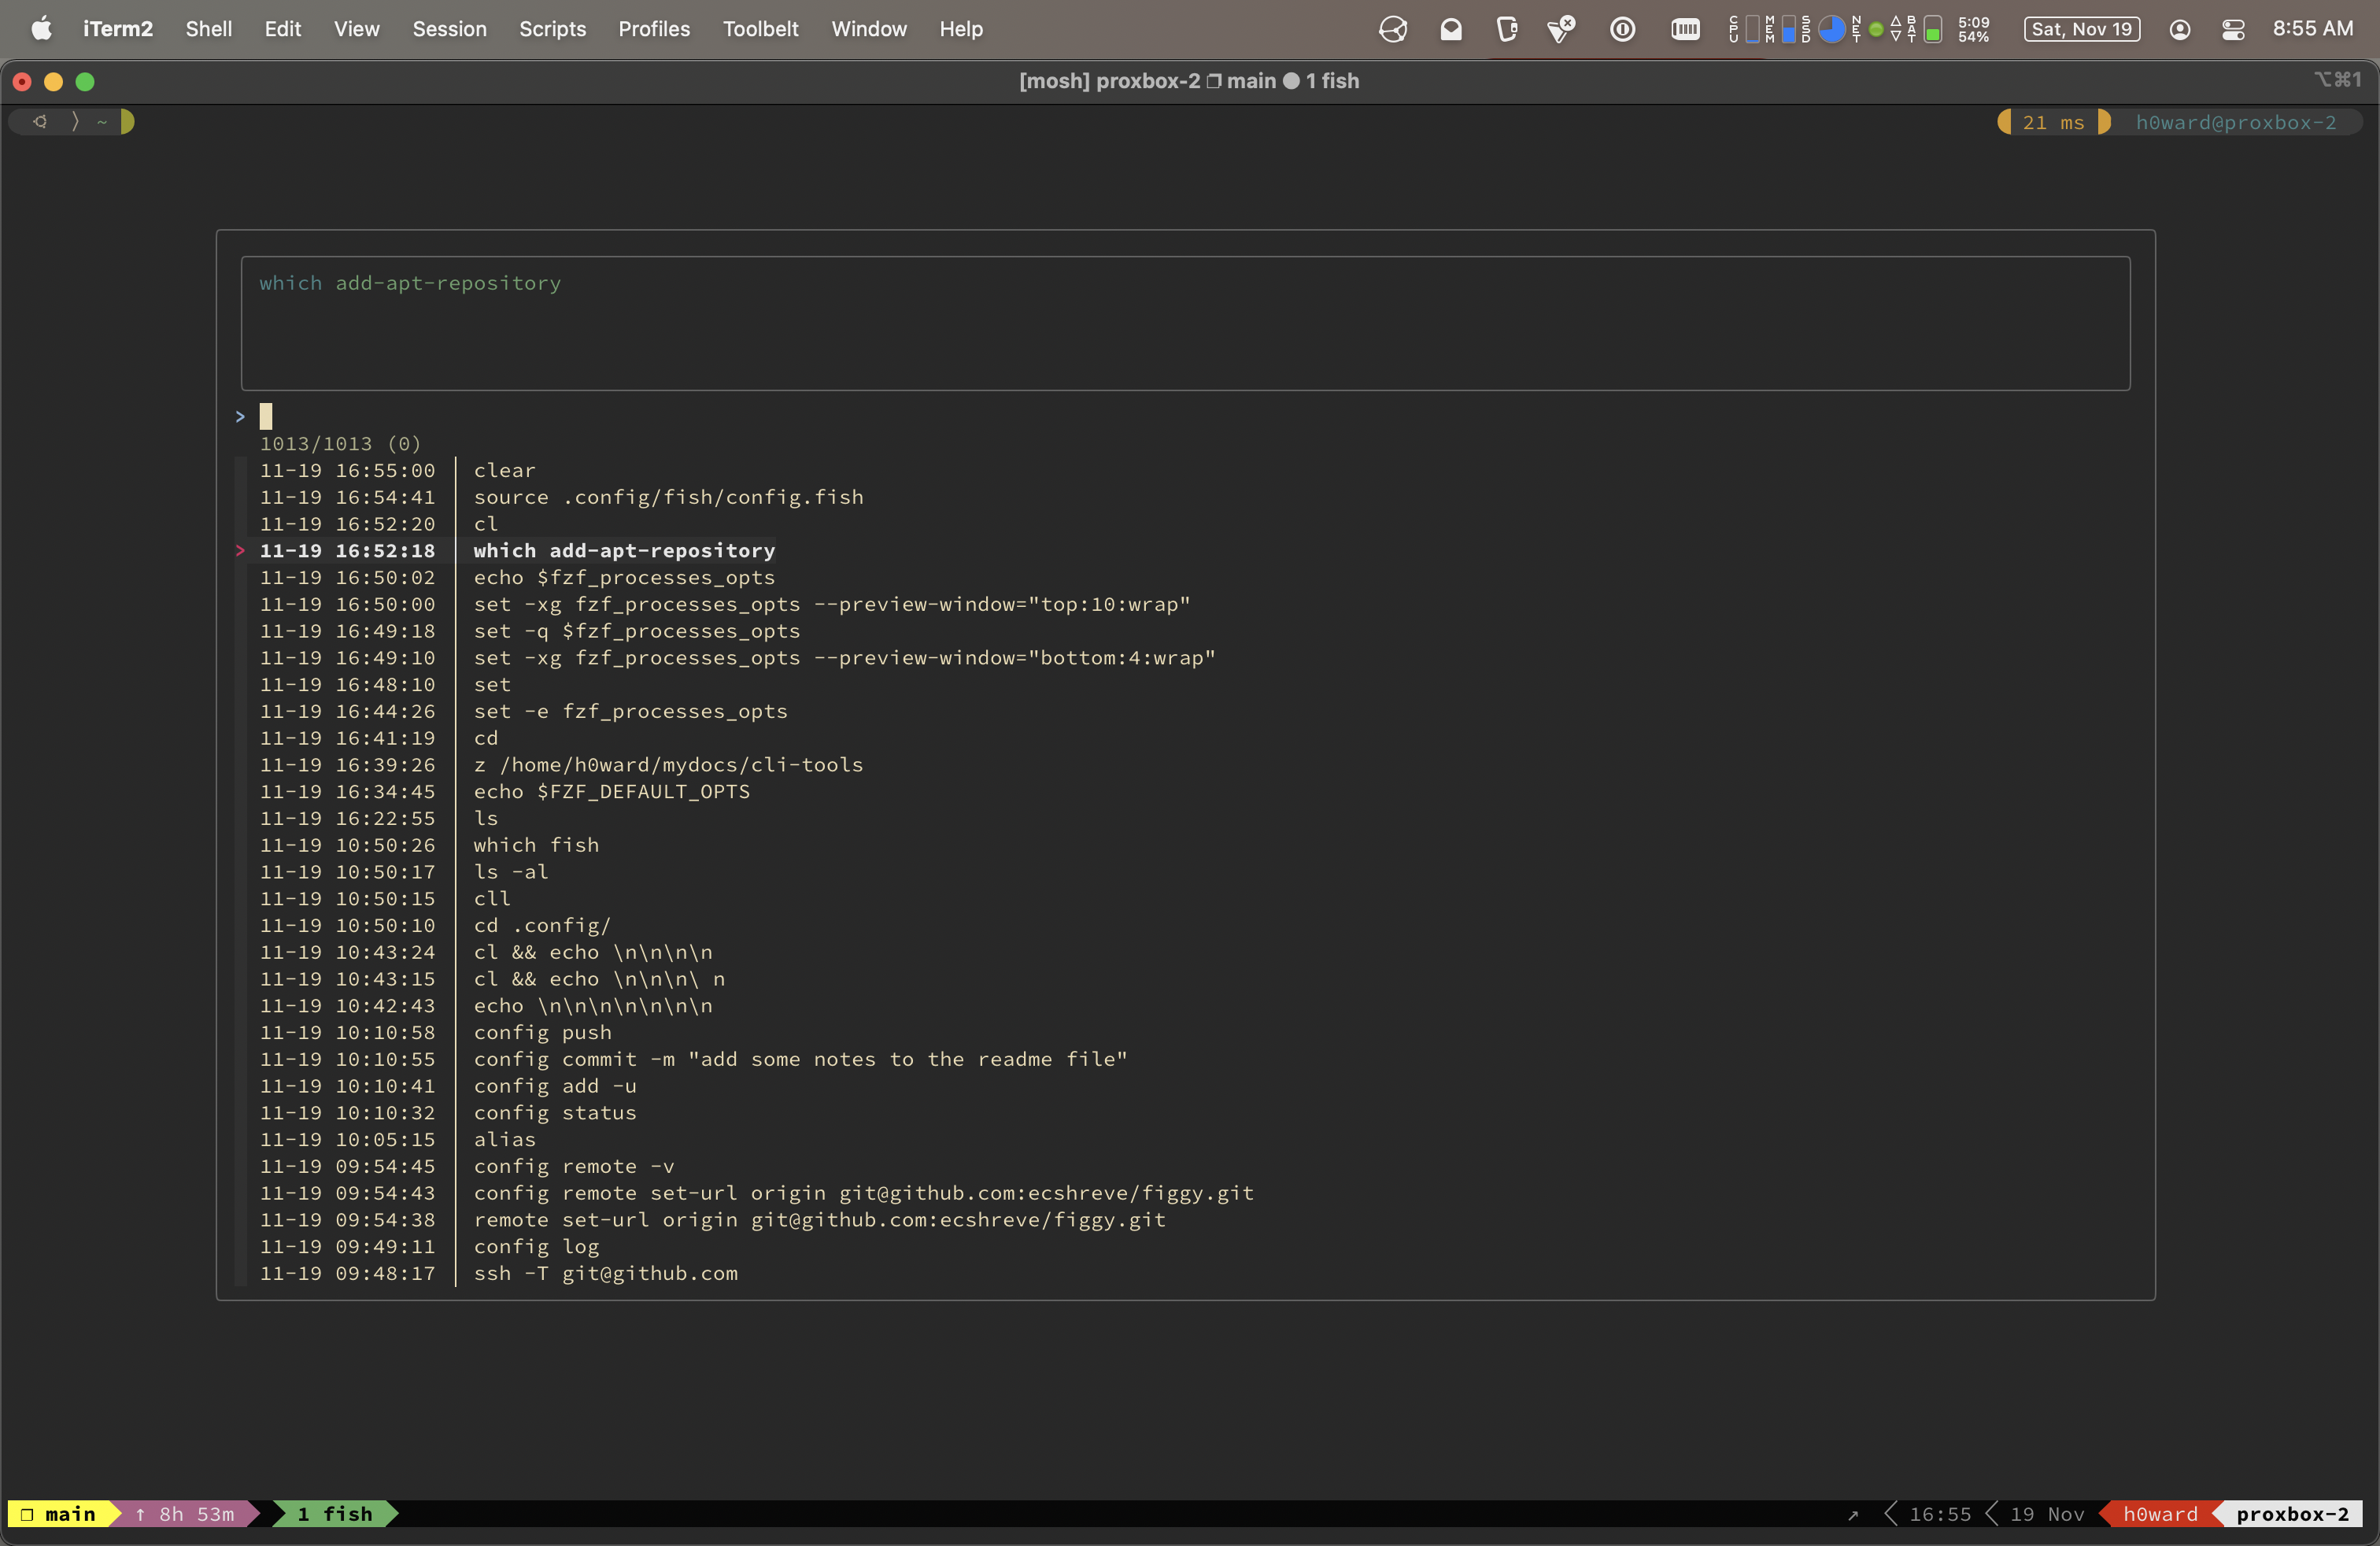 iTerm2 Shell Edit View Session Scripts Profiles Toolbelt Window Help CPU MEM SSD NET BAT 5:09 54% Sat, Nov 19 8:55 AM
[mosh] proxbox-2 ❐ main ● 1 fish ⌥⌘1
~ 21 ms h0ward@proxbox-2
which add-apt-repository
>
1013/1013 (0)
11-19 16:55:00 │ clear
11-19 16:54:41 │ source .config/fish/config.fish
11-19 16:52:20 │ cl
> 11-19 16:52:18 │ which add-apt-repository
11-19 16:50:02 │ echo $fzf_processes_opts
11-19 16:50:00 │ set -xg fzf_processes_opts --preview-window="top:10:wrap"
11-19 16:49:18 │ set -q $fzf_processes_opts
11-19 16:49:10 │ set -xg fzf_processes_opts --preview-window="bottom:4:wrap"
11-19 16:48:10 │ set
11-19 16:44:26 │ set -e fzf_processes_opts
11-19 16:41:19 │ cd
11-19 16:39:26 │ z /home/h0ward/mydocs/cli-tools
11-19 16:34:45 │ echo $FZF_DEFAULT_OPTS
11-19 16:22:55 │ ls
11-19 10:50:26 │ which fish
11-19 10:50:17 │ ls -al
11-19 10:50:15 │ cll
11-19 10:50:10 │ cd .config/
11-19 10:43:24 │ cl && echo \n\n\n\n
11-19 10:43:15 │ cl && echo \n\n\n\ n
11-19 10:42:43 │ echo \n\n\n\n\n\n\n
11-19 10:10:58 │ config push
11-19 10:10:55 │ config commit -m "add some notes to the readme file"
11-19 10:10:41 │ config add -u
11-19 10:10:32 │ config status
11-19 10:05:15 │ alias
11-19 09:54:45 │ config remote -v
11-19 09:54:43 │ config remote set-url origin git@github.com:ecshreve/figgy.git
11-19 09:54:38 │ remote set-url origin git@github.com:ecshreve/figgy.git
11-19 09:49:11 │ config log
11-19 09:48:17 │ ssh -T git@github.com
❐ main ↑ 8h 53m 1 fish ↗ 16:55 19 Nov h0ward proxbox-2